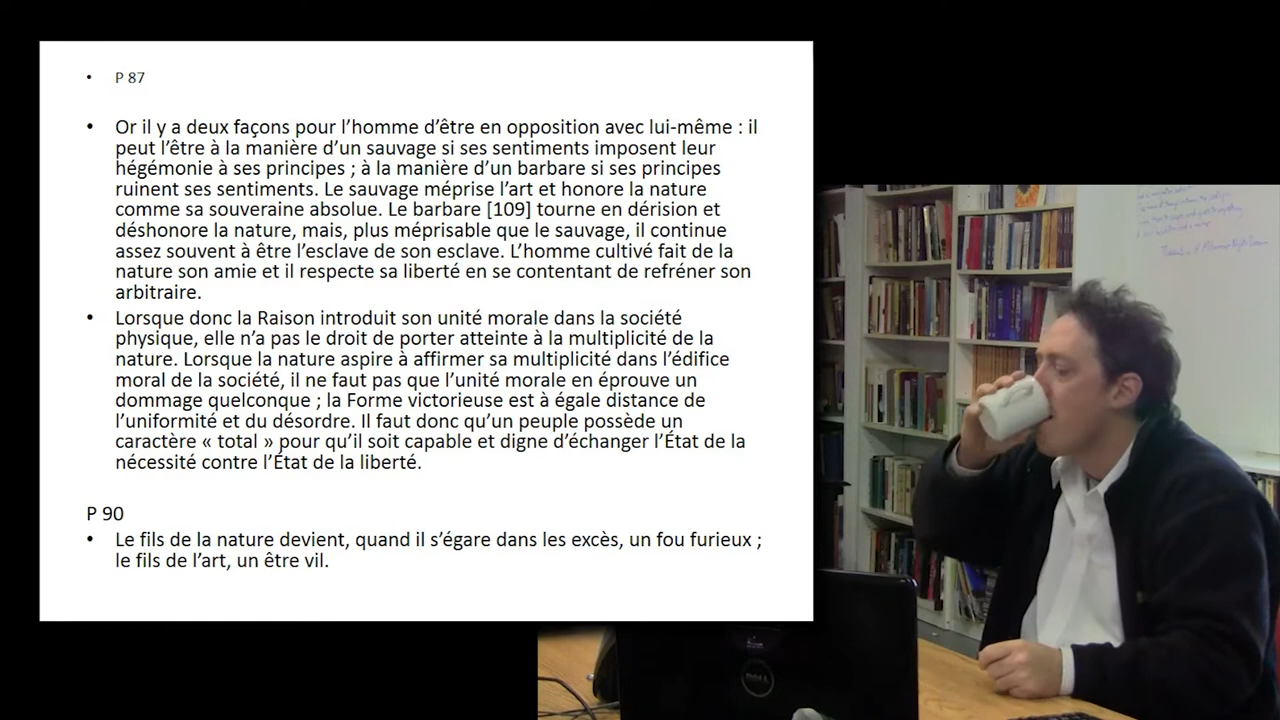 • P 87
• Or il y a deux façons pour l’homme d’être en opposition avec lui-même : il
peut l’être à la manière d’un sauvage si ses sentiments imposent leur
hégémonie à ses principes ; à la manière d’un barbare si ses principes
ruinent ses sentiments. Le sauvage méprise l’art et honore la nature
comme sa souveraine absolue. Le barbare [109] tourne en dérision et
déshonore la nature, mais, plus méprisable que le sauvage, il continue
assez souvent à être l’esclave de son esclave. L’homme cultivé fait de la
nature son amie et il respecte sa liberté en se contentant de refréner son
arbitraire.
• Lorsque donc la Raison introduit son unité morale dans la société
physique, elle n’a pas le droit de porter atteinte à la multiplicité de la
nature. Lorsque la nature aspire à affirmer sa multiplicité dans l’édifice
moral de la société, il ne faut pas que l’unité morale en éprouve un
dommage quelconque ; la Forme victorieuse est à égale distance de
l’uniformité et du désordre. Il faut donc qu’un peuple possède un
caractère « total » pour qu’il soit capable et digne d’échanger l’État de la
nécessité contre l’État de la liberté.
P 90
• Le fils de la nature devient, quand il s’égare dans les excès, un fou furieux ;
le fils de l’art, un être vil.
DELL